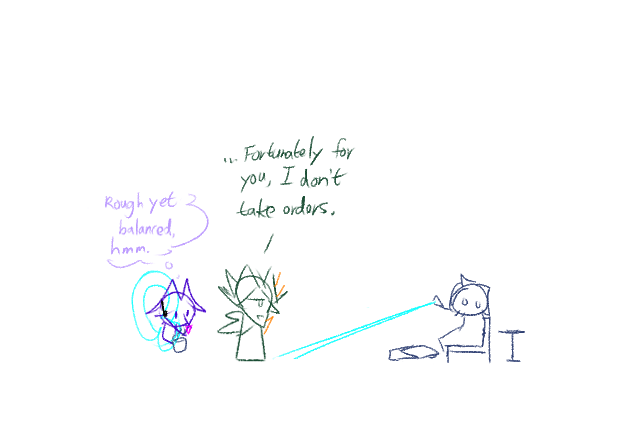 ... Fortunately for
you, I don't
take orders.
Rough yet
balanced,
hmm.